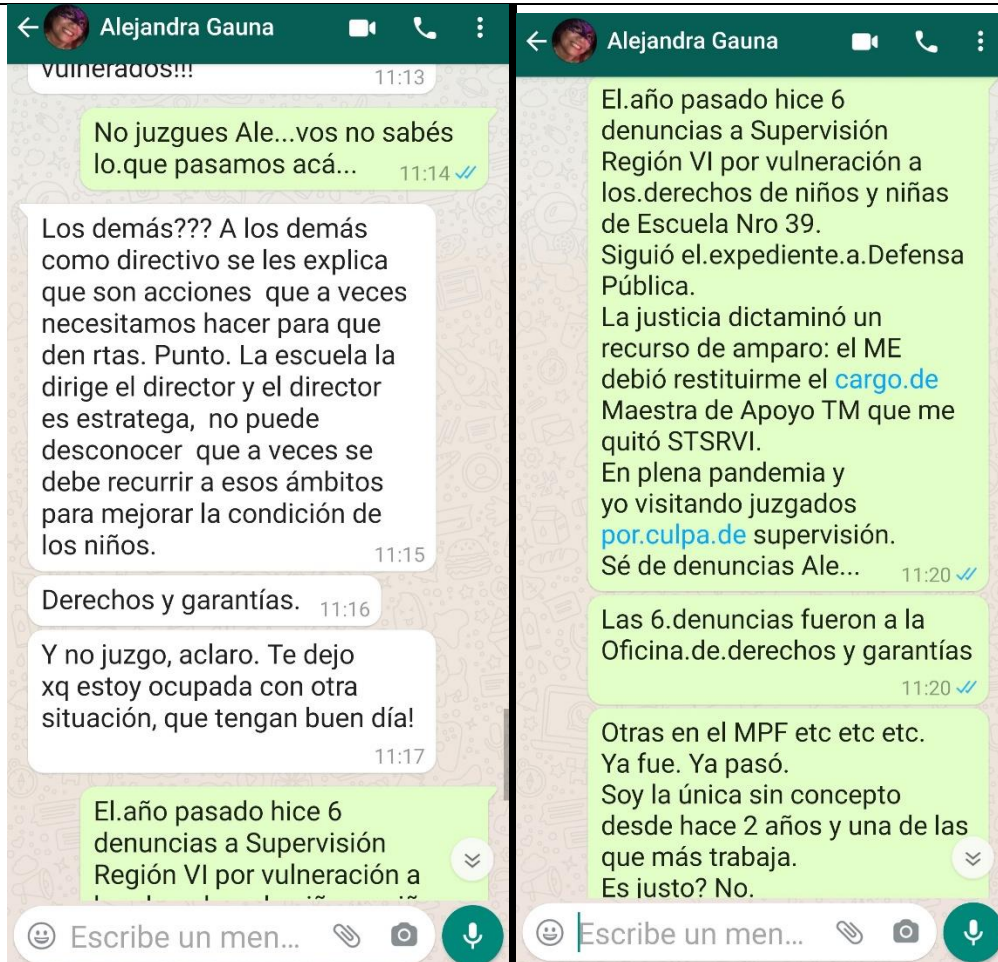 Alejandra Gauna
vulnerados!!!
11:13
No juzgues Ale...vos no sabés
lo.que pasamos acá...
11:14
Los demás??? A los demás
como directivo se les explica
que son acciones que a veces
necesitamos hacer para que
den rtas. Punto. La escuela la
dirige el director y el director
es estratega, no puede
desconocer que a veces se
debe recurrir a esos ámbitos
para mejorar la condición de
los niños.
11:15
Derechos y garantías.
11:16
Y no juzgo, aclaro. Te dejo
xq estoy ocupada con otra
situación, que tengan buen día!
11:17
El.año pasado hice 6
denuncias a Supervisión
Región VI por vulneración a
Escribe un men...
Alejandra Gauna
El.año pasado hice 6
denuncias a Supervisión
Región VI por vulneración a
los.derechos de niños y niñas
de Escuela Nro 39.
Siguió el.expediente.a.Defensa
Pública.
La justicia dictaminó un
recurso de amparo: el ME
debió restituirme el cargo.de
Maestra de Apoyo TM que me
quitó STSRVI.
En plena pandemia y
yo visitando juzgados
por.culpa.de supervisión.
Sé de denuncias Ale...
11:20
Las 6.denuncias fueron a la
Oficina.de.derechos y garantías
11:20
Otras en el MPF etc etc etc.
Ya fue. Ya pasó.
Soy la única sin concepto
desde hace 2 años y una de las
que más trabaja.
Es justo? No.
Escribe un men...